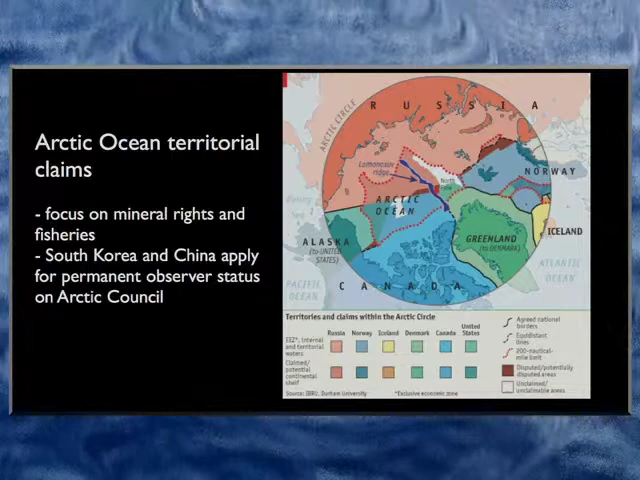 Arctic Ocean territorial
claims
- focus on mineral rights and
fisheries
- South Korea and China apply
for permanent observer status
on Arctic Council
RUSSIA
ARCTIC CIRCLE
Lomonosov
ridge
North
Pole
NORWAY
Bering
Sea
ARCTIC
OCEAN
ALASKA
(to UNITED
STATES)
GREENLAND
(to DENMARK)
ICELAND
PACIFIC
OCEAN
CANADA
ATLANTIC
OCEAN
Territories and claims within the Arctic Circle
Russia Norway Iceland Denmark Canada United States
EEZ*, internal
and territorial
waters
Claimed/
potential
continental
shelf
Agreed national
borders
Equidistant
lines
200-nautical-
mile limit
Disputed/potentially
disputed areas
Unclaimed/
unclaimable areas
Source: IBRU, Durham University *Exclusive economic zone